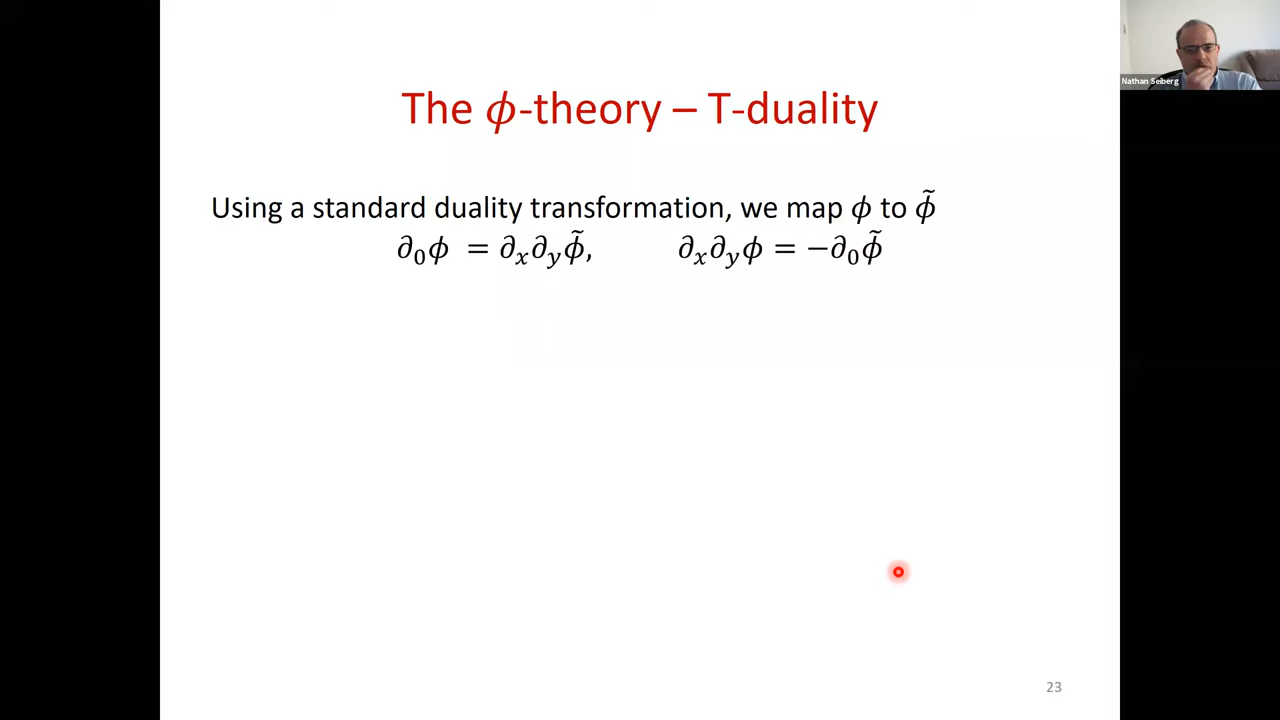 Nathan Seiberg
The 𝜙-theory – T-duality
Using a standard duality transformation, we map 𝜙 to 𝜙̃
∂₀𝜙 = ∂ₓ∂ᵧ𝜙̃, ∂ₓ∂ᵧ𝜙 = −∂₀𝜙̃
23